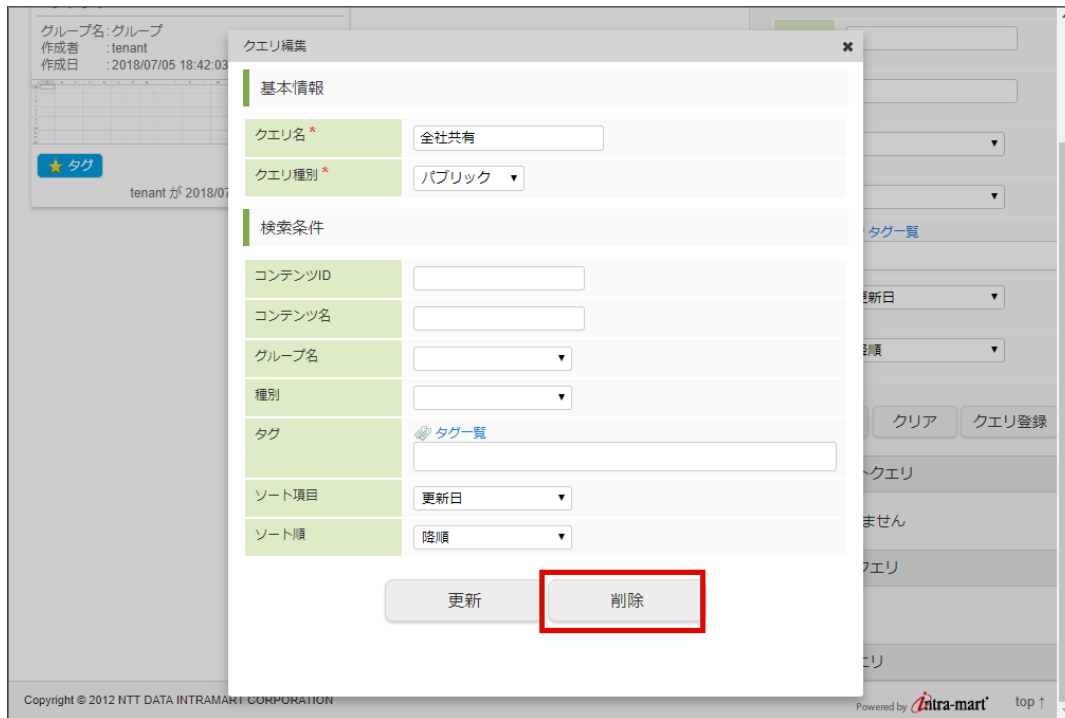 グループ名:グループ
作成者 :tenant
作成日 :2018/07/05 18:42:03
タグ
tenant が 2018/07
クエリ編集
基本情報
クエリ名*
全社共有
クエリ種別*
パブリック
検索条件
コンテンツID
コンテンツ名
グループ名
種別
タグ
タグ一覧
ソート項目
更新日
ソート順
降順
更新
削除
タグ一覧
更新日
降順
クリア
クエリ登録
クエリ
ません
クエリ
エリ
Copyright © 2012 NTT DATA INTRAMART CORPORATION
Powered by intra-mart
top ↑